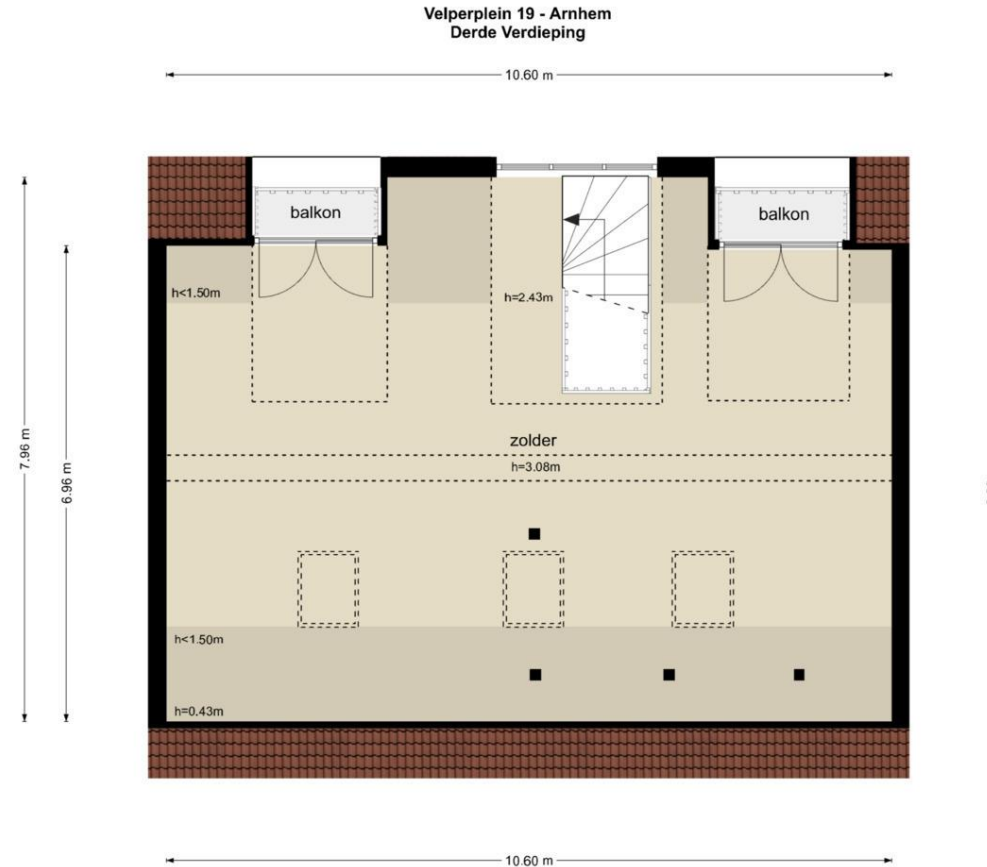 Velperplein 19 - Arnhem
Derde Verdieping
10.60 m
balkon
balkon
h<1.50m
h=2.43m
7.96 m
6.96 m
zolder
h=3.08m
h<1.50m
h=0.43m
10.60 m